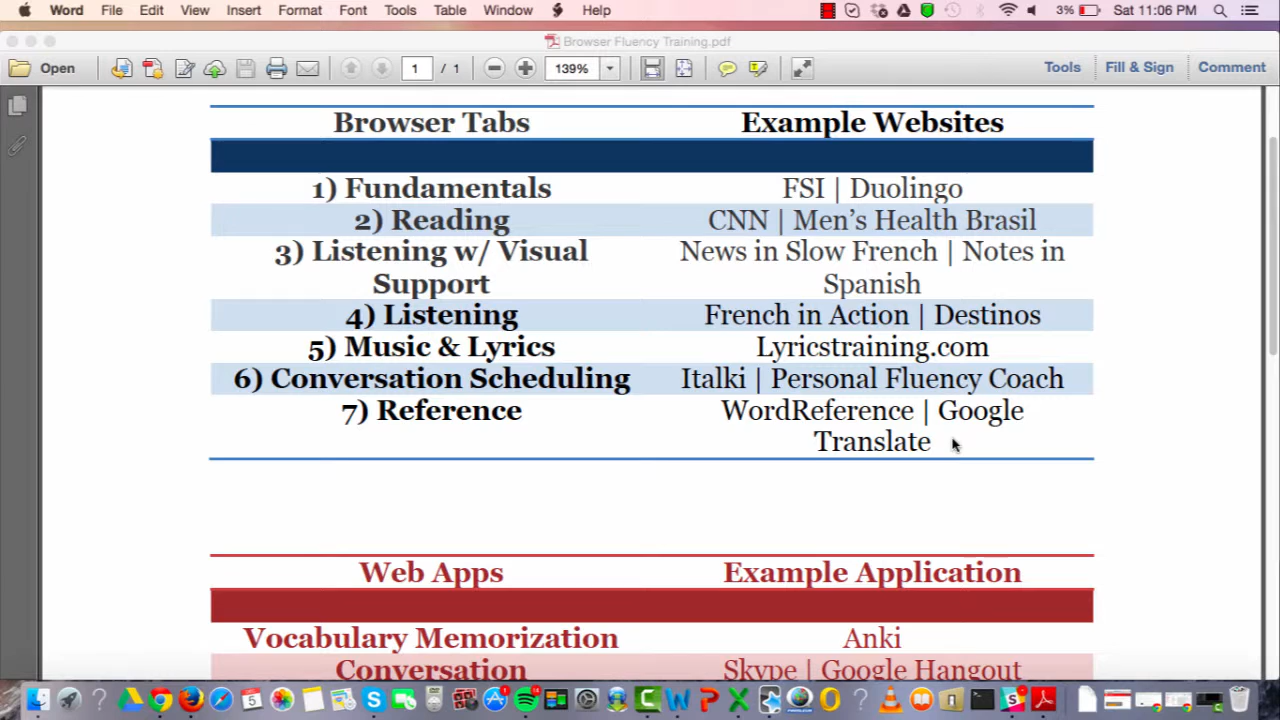 Word File Edit View Insert Format Font Tools Table Window Help 3% Sat 11:06 PM
Browser Fluency Training.pdf
Open 1 / 1 139% Tools Fill & Sign Comment
Browser Tabs Example Websites
1) Fundamentals FSI | Duolingo
2) Reading CNN | Men's Health Brasil
3) Listening w/ Visual News in Slow French | Notes in
Support Spanish
4) Listening French in Action | Destinos
5) Music & Lyrics Lyricstraining.com
6) Conversation Scheduling Italki | Personal Fluency Coach
7) Reference WordReference | Google
Translate
Web Apps Example Application
Vocabulary Memorization Anki
Conversation Skype | Google Hangout
5